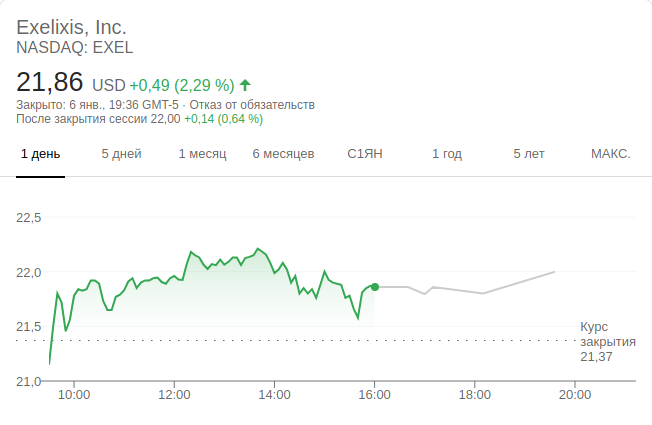 Exelixis, Inc.
NASDAQ: EXEL
21,86 USD +0,49 (2,29 %)
Закрыто: 6 янв., 19:36 GMT-5 · Отказ от обязательств
После закрытия сессии 22,00 +0,14 (0,64 %)
1 день 5 дней 1 месяц 6 месяцев С1ЯН 1 год 5 лет МАКС.
22,5
22,0
21,5
Курс
закрытия
21,37
21,0
10:00 12:00 14:00 16:00 18:00 20:00